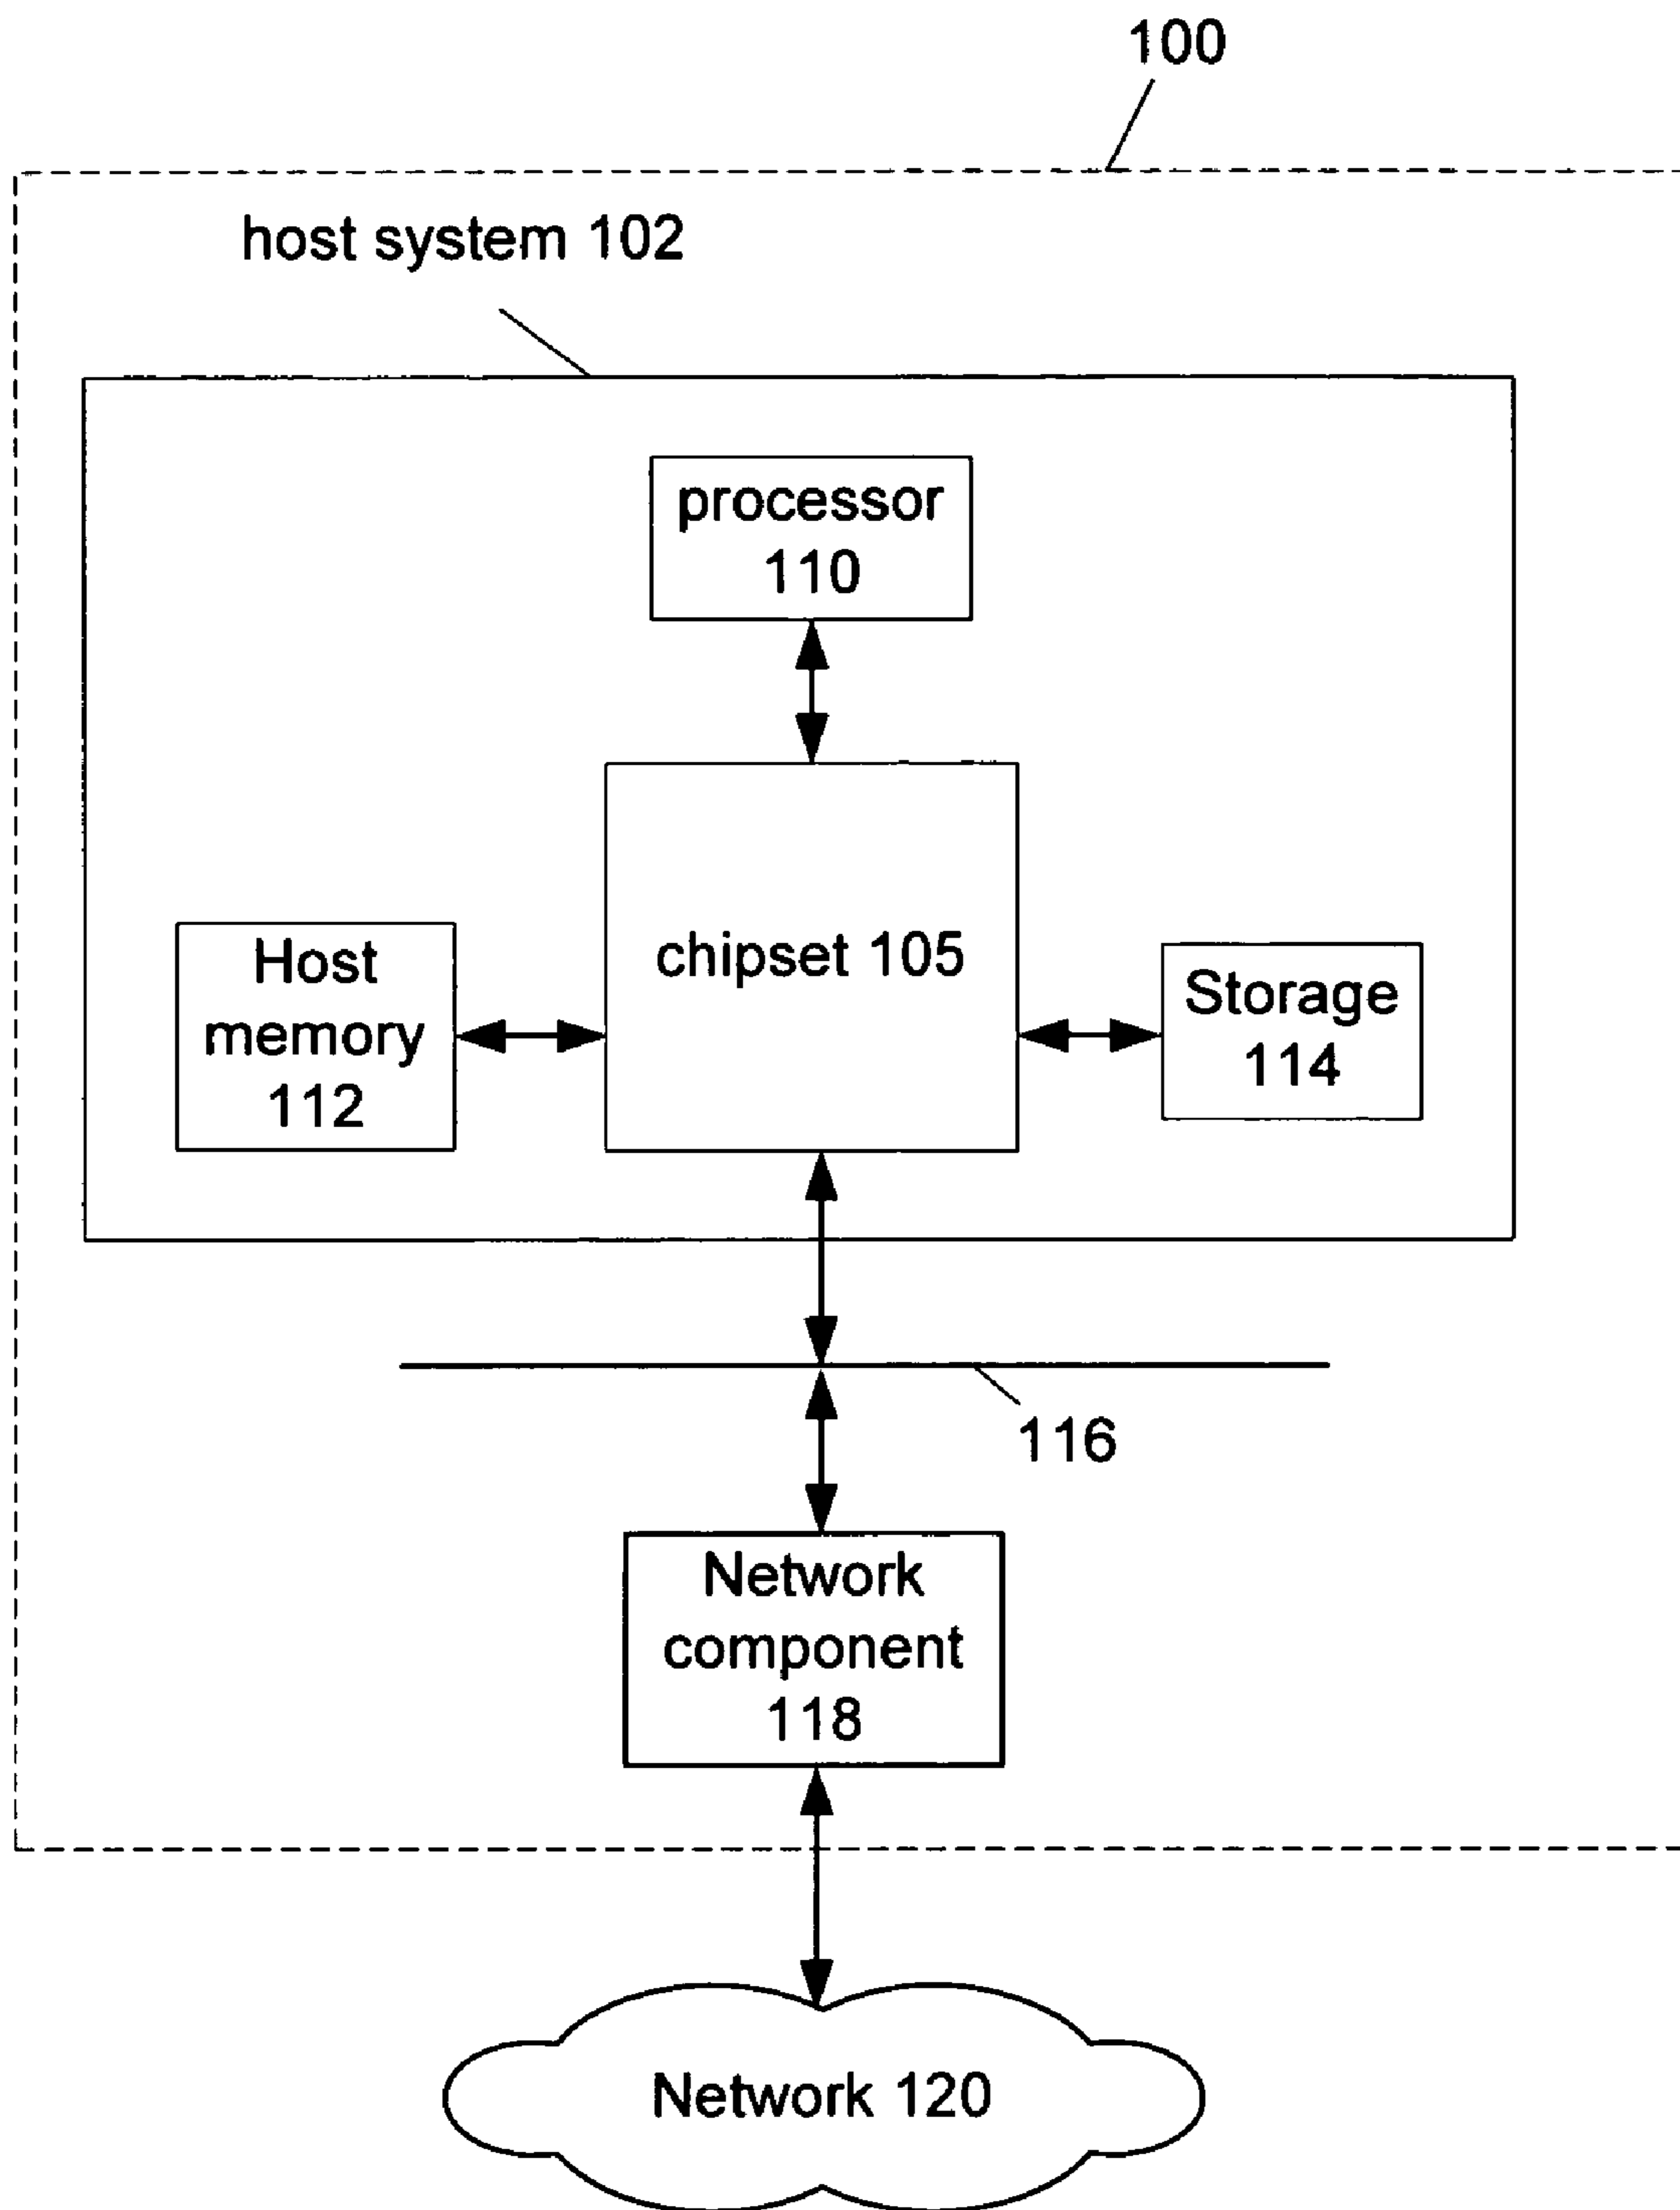 100
host system 102
processor
110
chipset 105
Host
memory
112
Storage
114
116
Network
component
118
Network 120